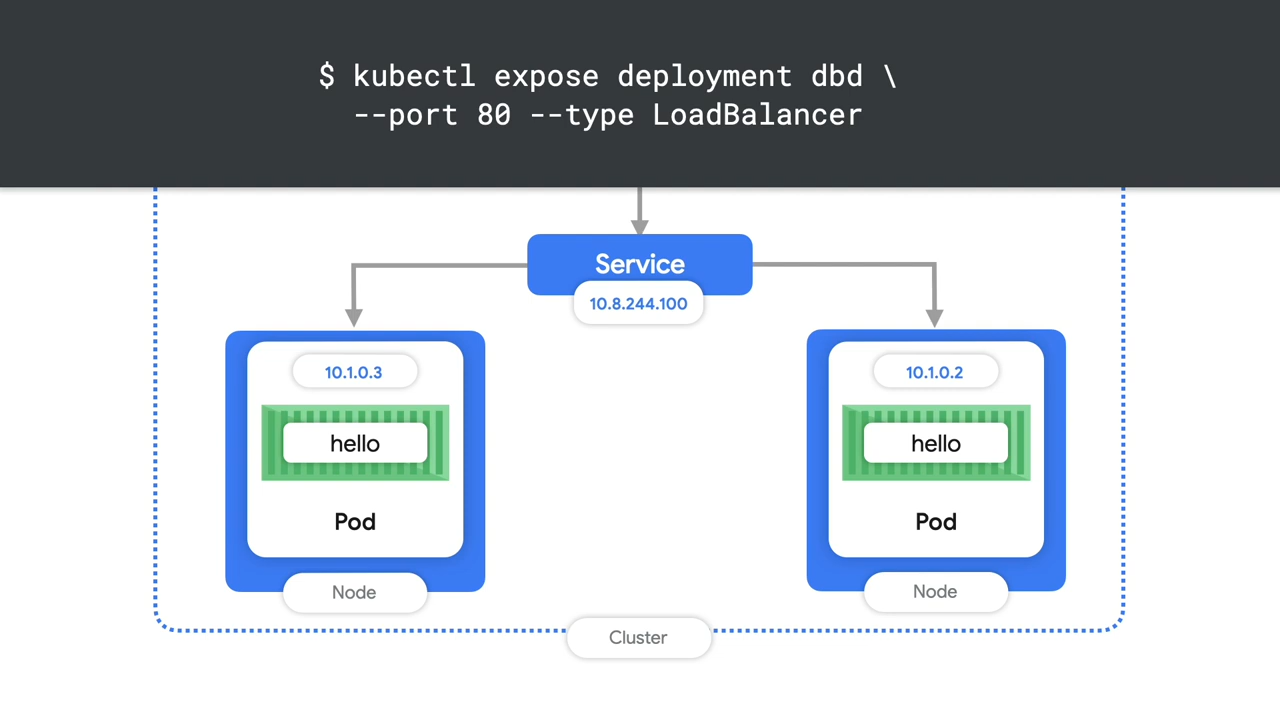 $ kubectl expose deployment dbd \
--port 80 --type LoadBalancer
Service
10.8.244.100
10.1.0.3
hello
Pod
Node
10.1.0.2
hello
Pod
Node
Cluster